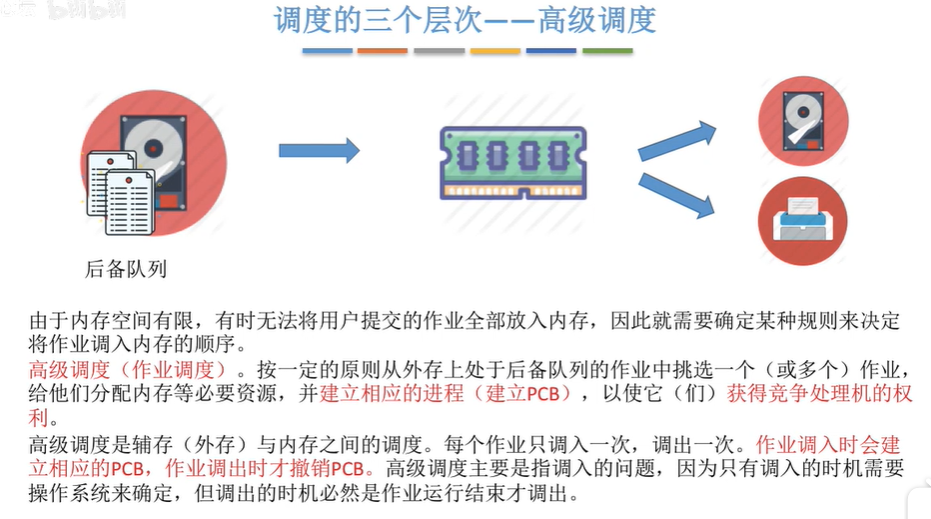 bilibili
调度的三个层次——高级调度
后备队列
由于内存空间有限，有时无法将用户提交的作业全部放入内存，因此就需要确定某种规则来决定
将作业调入内存的顺序。
高级调度（作业调度）。按一定的原则从外存上处于后备队列的作业中挑选一个（或多个）作业，
给他们分配内存等必要资源，并建立相应的进程（建立PCB），以使它（们）获得竞争处理机的权
利。
高级调度是辅存（外存）与内存之间的调度。每个作业只调入一次，调出一次。作业调入时会建
立相应的PCB，作业调出时才撤销PCB。高级调度主要是指调入的问题，因为只有调入的时机需要
操作系统来确定，但调出的时机必然是作业运行结束才调出。